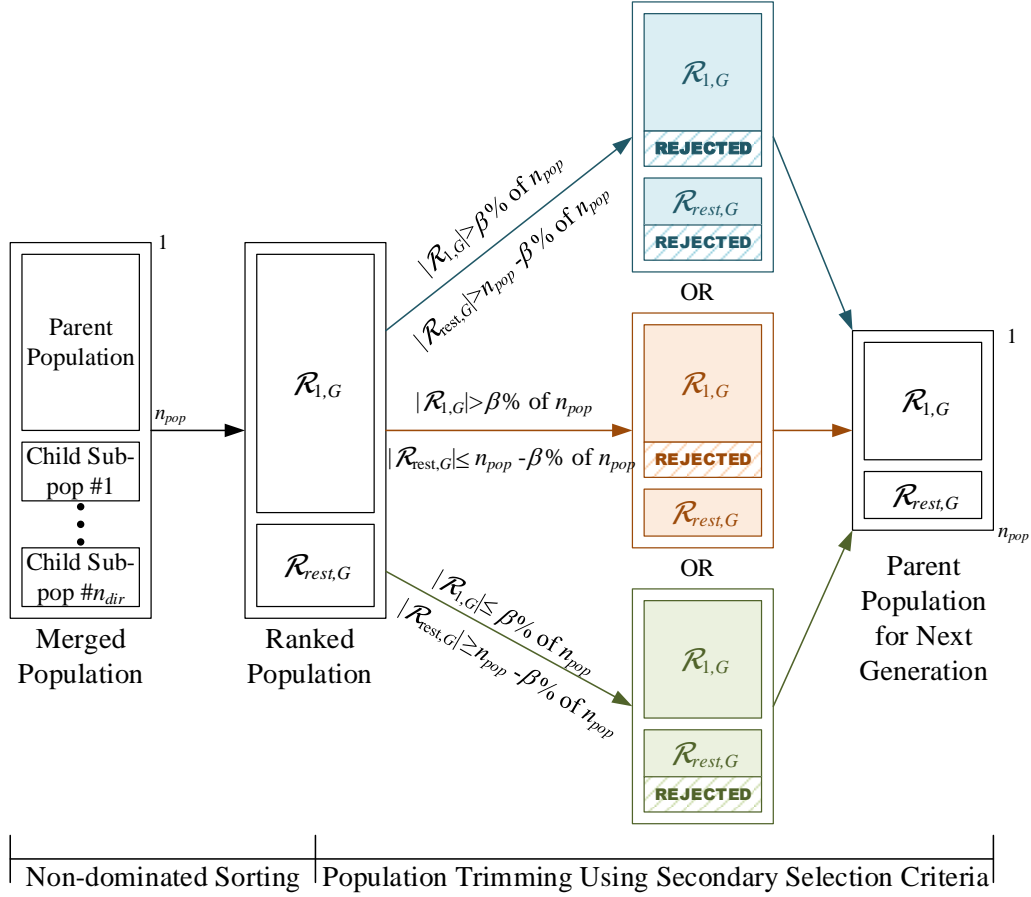 1
Parent
Population
n_pop
Child Sub-
pop #1
Child Sub-
pop #n_dir
Merged
Population
ℛ_1,G
ℛ_rest,G
Ranked
Population
|ℛ_1,G|>β% of n_pop
|ℛ_rest,G|>n_pop -β% of n_pop
|ℛ_1,G|>β% of n_pop
|ℛ_rest,G|≤ n_pop -β% of n_pop
|ℛ_1,G|≤ β% of n_pop
|ℛ_rest,G|≥n_pop -β% of n_pop
ℛ_1,G
REJECTED
ℛ_rest,G
REJECTED
OR
ℛ_1,G
REJECTED
ℛ_rest,G
OR
ℛ_1,G
ℛ_rest,G
REJECTED
1
ℛ_1,G
ℛ_rest,G
n_pop
Parent
Population
for Next
Generation
Non-dominated Sorting
Population Trimming Using Secondary Selection Criteria